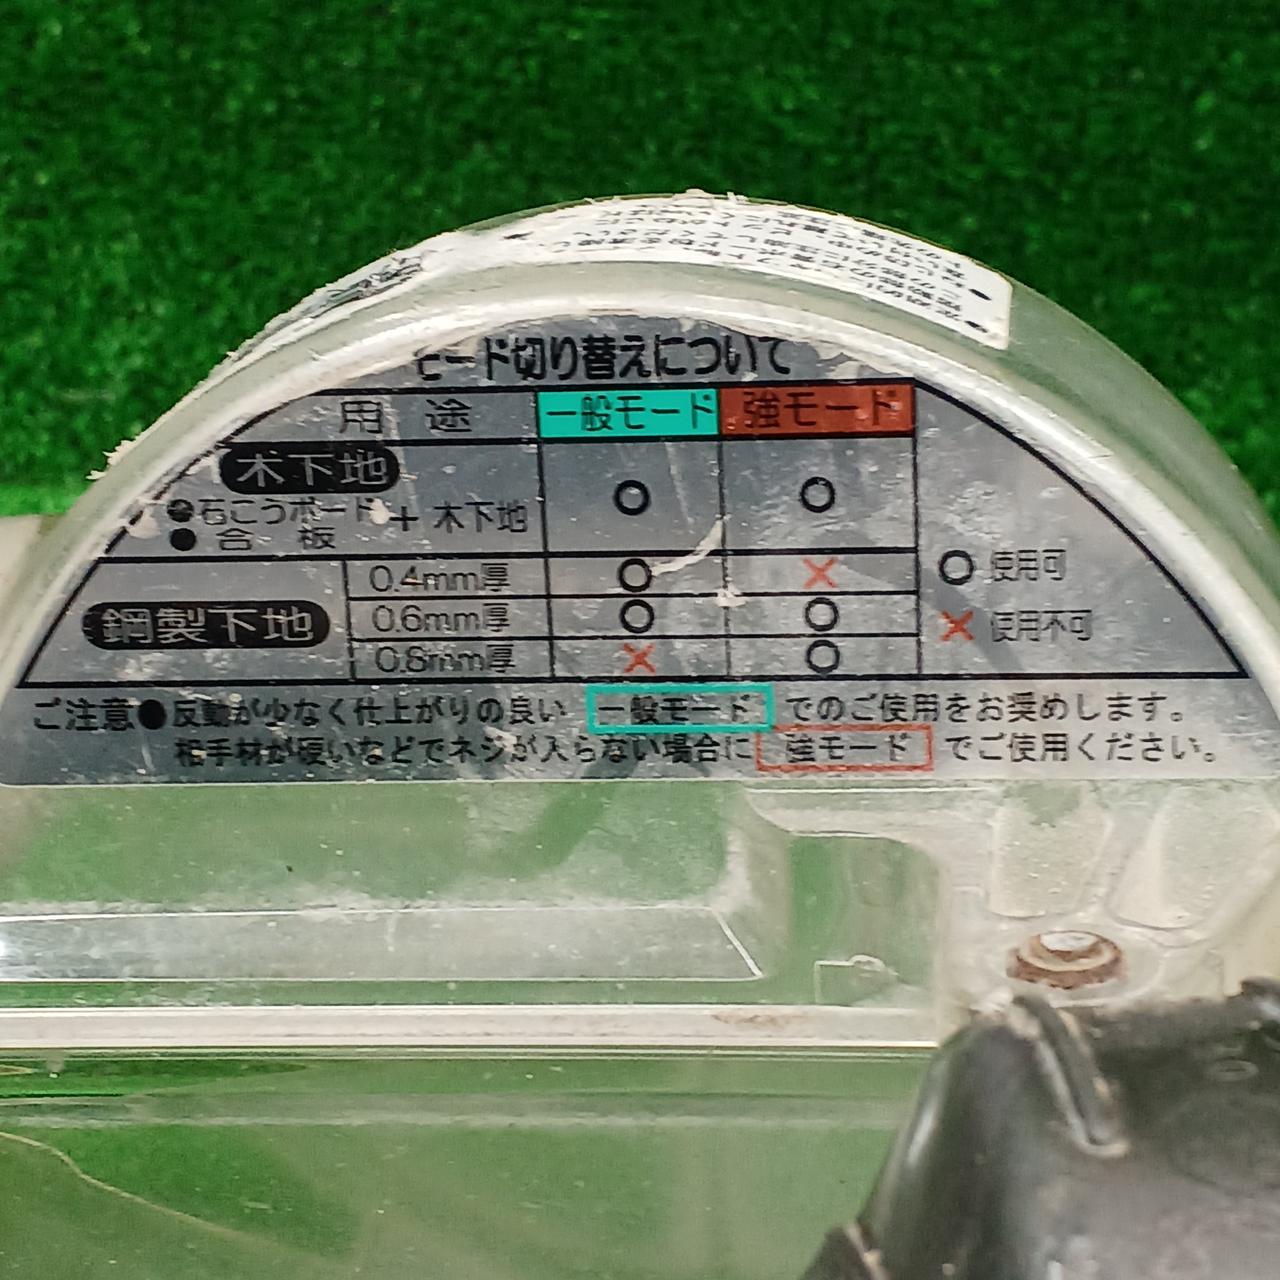 モード切り替えについて
用途 一般モード 強モード
木下地
●石こうボード + 木下地 ○ ○
●合板
鋼製下地 0.4mm厚 ○ ×
0.6mm厚 ○ ○
0.8mm厚 × ○
○ 使用可
× 使用不可
ご注意●反動が少なく仕上がりの良い 一般モード でのご使用をお奨めします。
相手材が硬いなどでネジが入らない場合に 強モード でご使用ください。